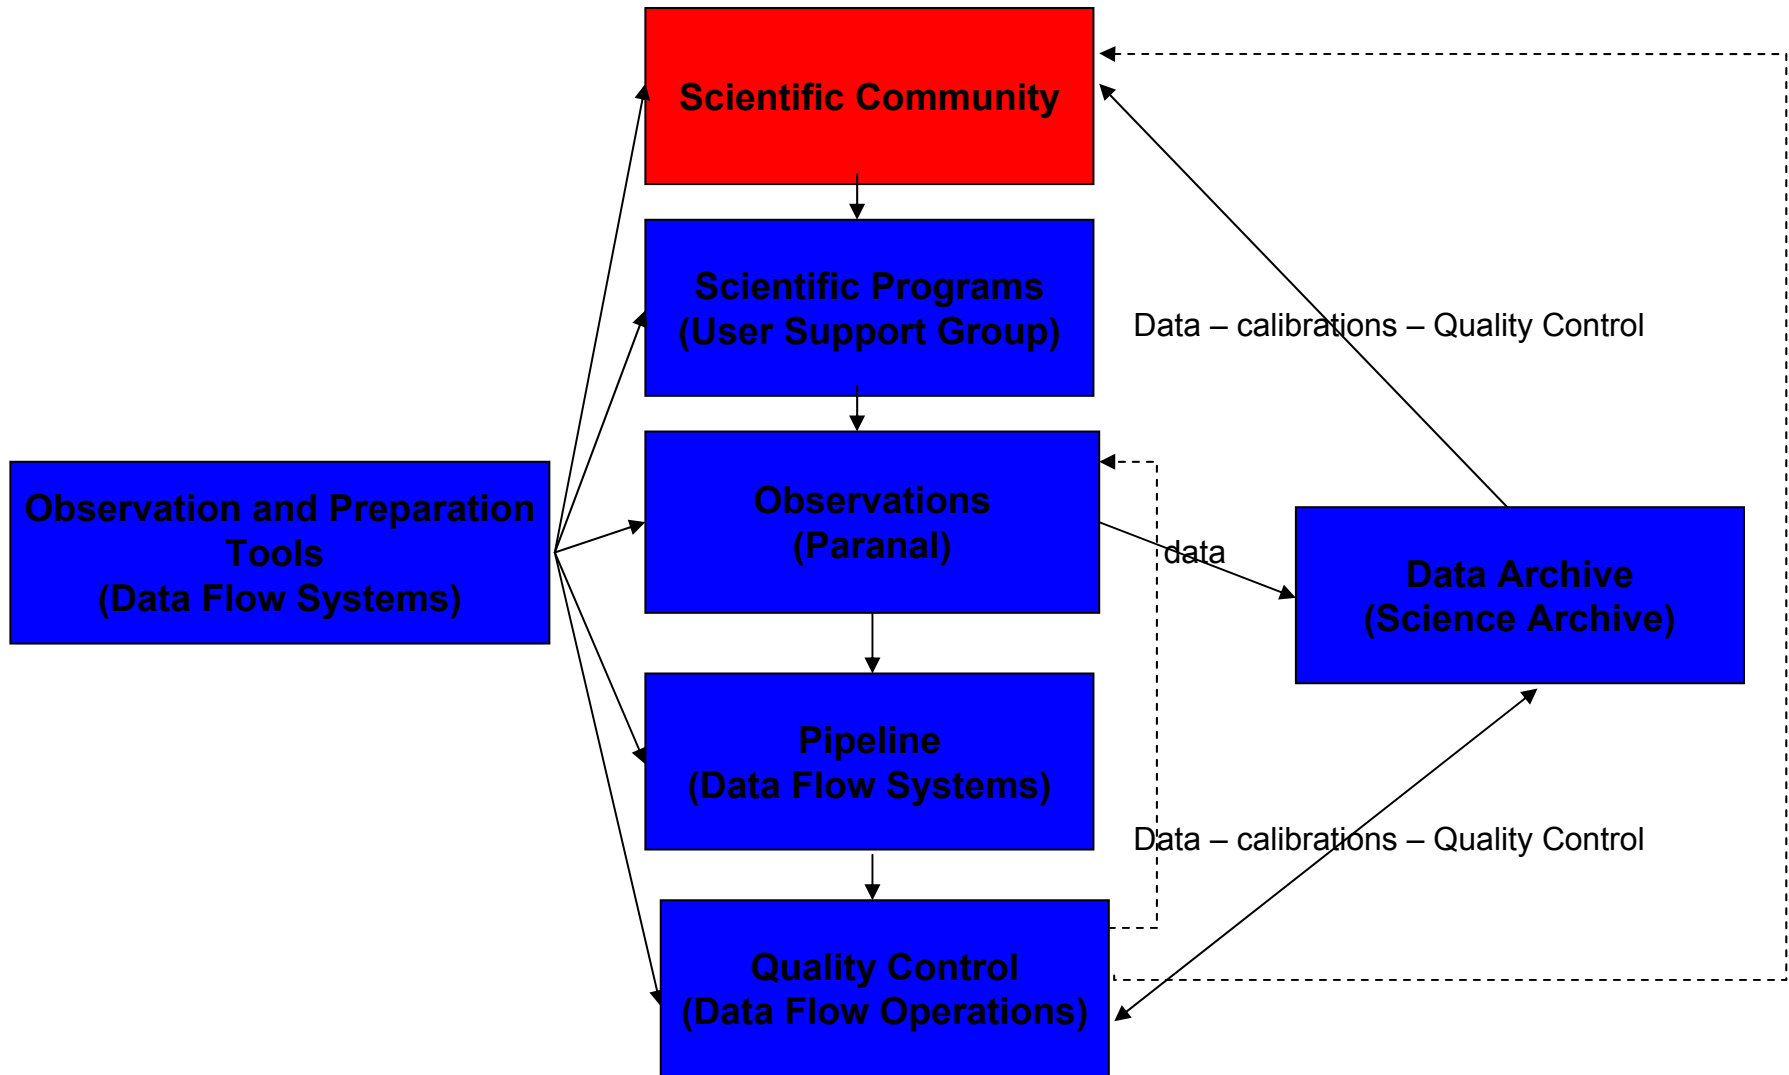 Scientific Community
Scientific Programs
(User Support Group)
Data – calibrations – Quality Control
Observation and Preparation
Tools
(Data Flow Systems)
Observations
(Paranal)
data
Data Archive
(Science Archive)
Pipeline
(Data Flow Systems)
Data – calibrations – Quality Control
Quality Control
(Data Flow Operations)